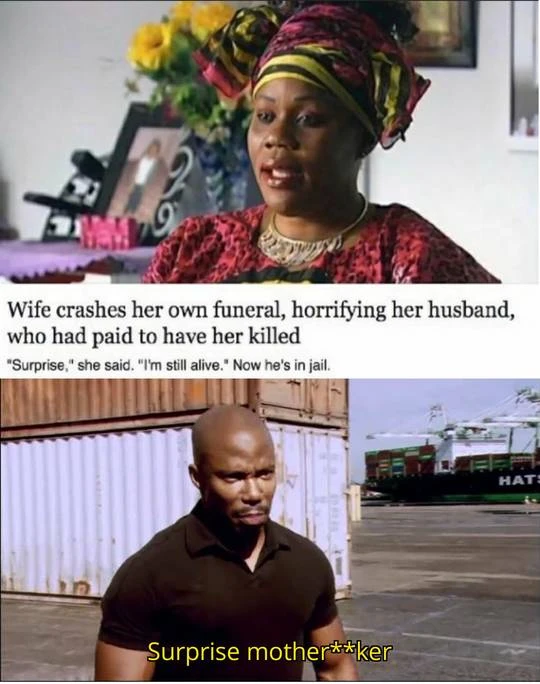 Wife crashes her own funeral, horrifying her husband,
who had paid to have her killed
"Surprise," she said. "I'm still alive." Now he's in jail.
HAT
Surprise mother**ker